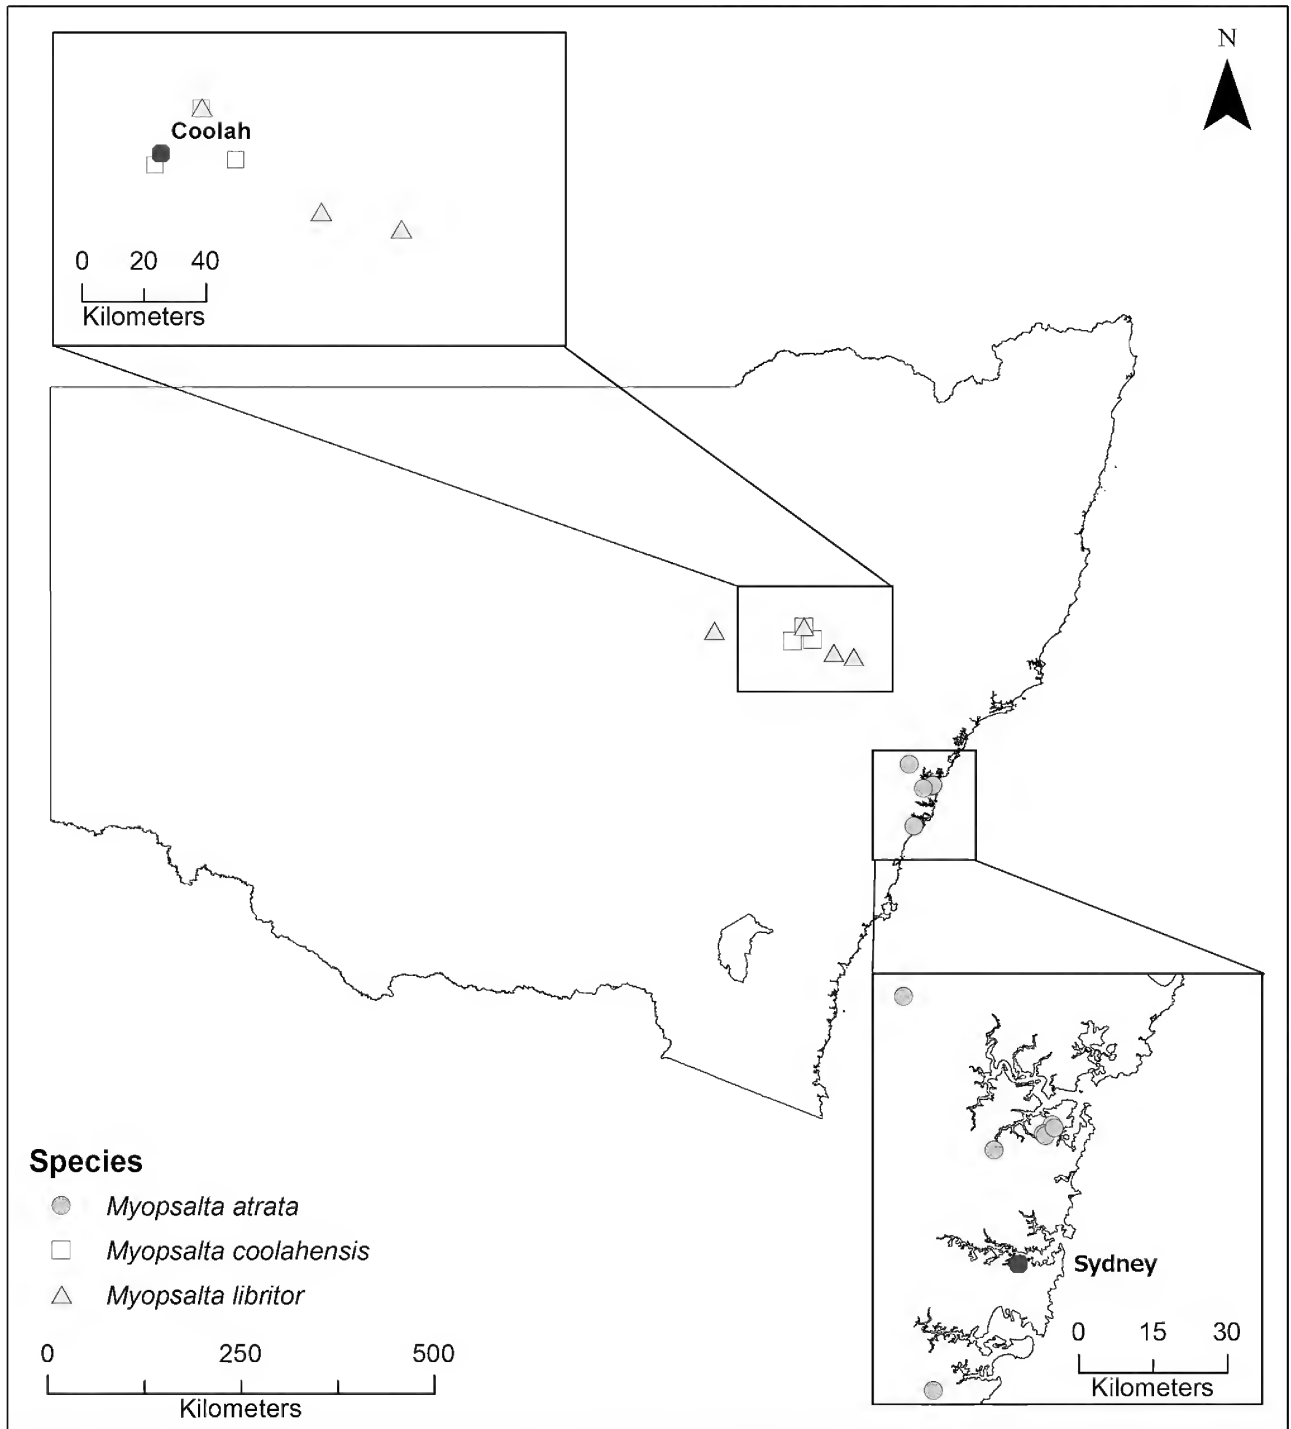 N
Coolah
0 20 40
Kilometers
Sydney
0 15 30
Kilometers
Species
Myopsalta atrata
Myopsalta coolahensis
Myopsalta libritor
0 250 500
Kilometers